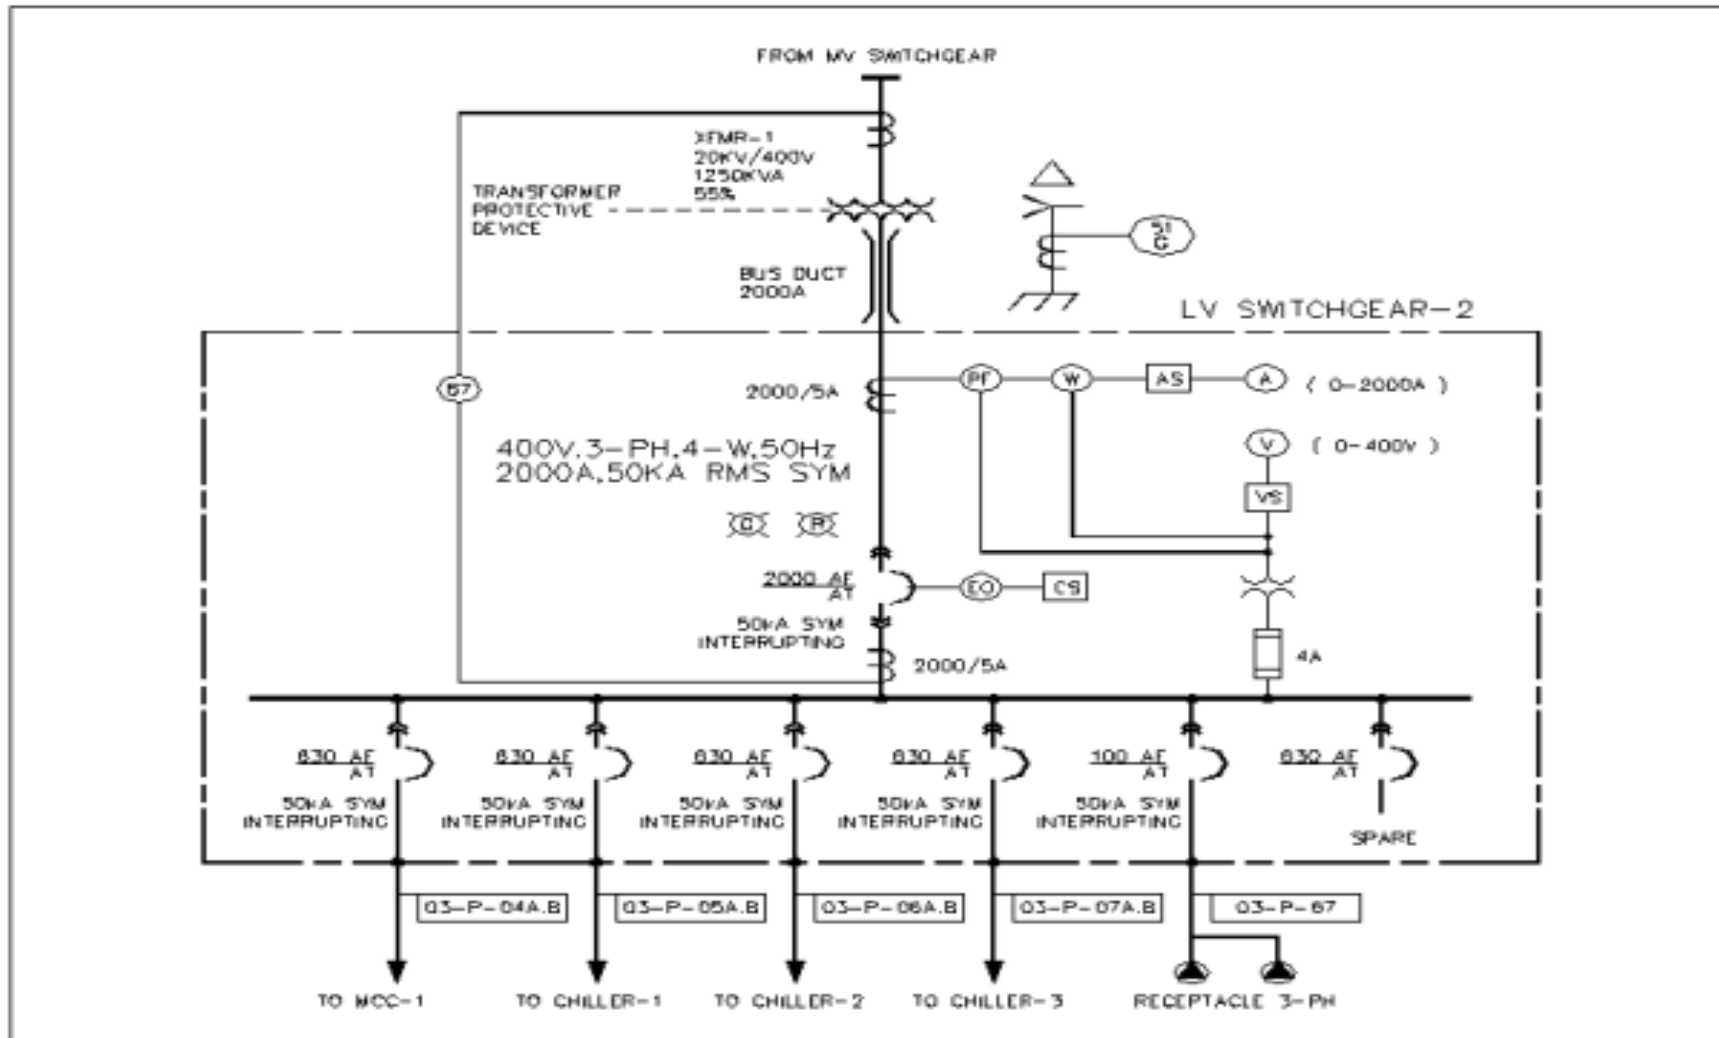 FROM MV SWITCHGEAR
XFMR-1
20KV/400V
1250KVA
55%
TRANSFORMER
PROTECTIVE
DEVICE
51
G
BUS DUCT
2000A
LV SWITCHGEAR-2
2000/5A
PF
W
AS
A
( 0-2000A )
400V.3-PH.4-W.50Hz
2000A.50KA RMS SYM
V
( 0-400V )
VS
G
R
2000 AF
AT
EO
CS
50kA SYM
INTERRUPTING
2000/5A
4A
630 AF
AT
630 AF
AT
630 AF
AT
630 AF
AT
100 AF
AT
630 AF
AT
50kA SYM
INTERRUPTING
50kA SYM
INTERRUPTING
50kA SYM
INTERRUPTING
50kA SYM
INTERRUPTING
50kA SYM
INTERRUPTING
SPARE
03-P-04A.B
03-P-05A.B
03-P-06A.B
03-P-07A.B
03-P-67
TO MCC-1
TO CHILLER-1
TO CHILLER-2
TO CHILLER-3
RECEPTACLE 3-PH